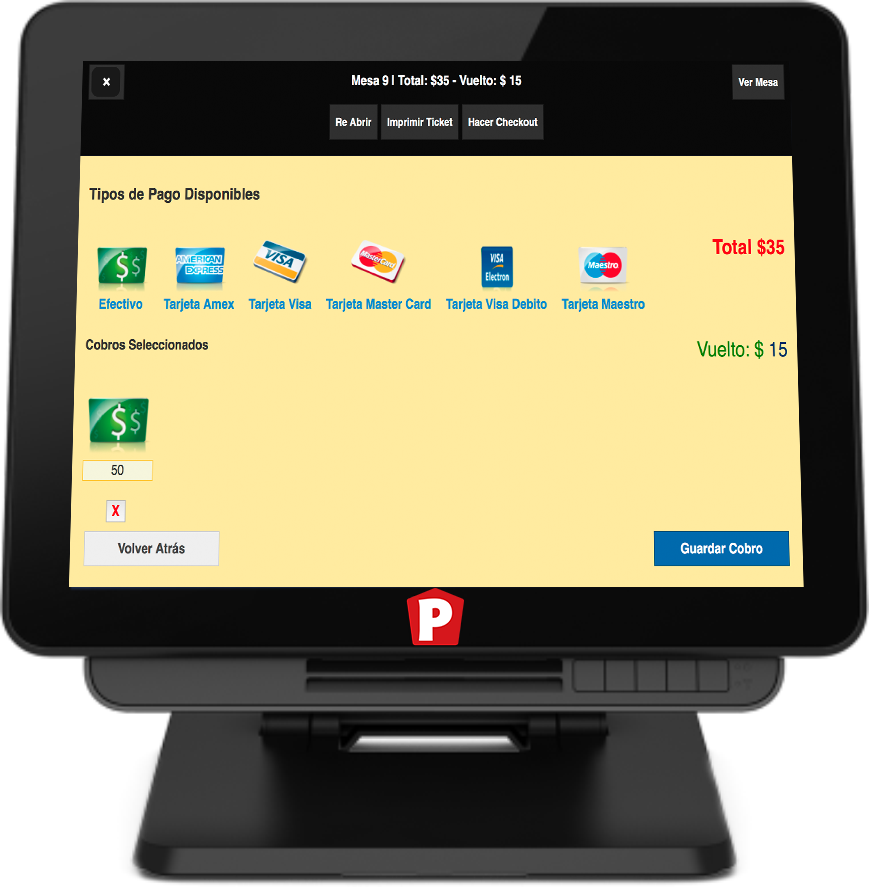 x
Mesa 9 | Total: $35 - Vuelto: $ 15
Ver Mesa
Re Abrir
Imprimir Ticket
Hacer Checkout
Tipos de Pago Disponibles
$ $
AMERICAN EXPRESS
VISA
MasterCard
VISA Electron
Maestro
Total $35
Efectivo
Tarjeta Amex
Tarjeta Visa
Tarjeta Master Card
Tarjeta Visa Debito
Tarjeta Maestro
Cobros Seleccionados
Vuelto: $ 15
$ $
50
X
Volver Atrás
Guardar Cobro
P